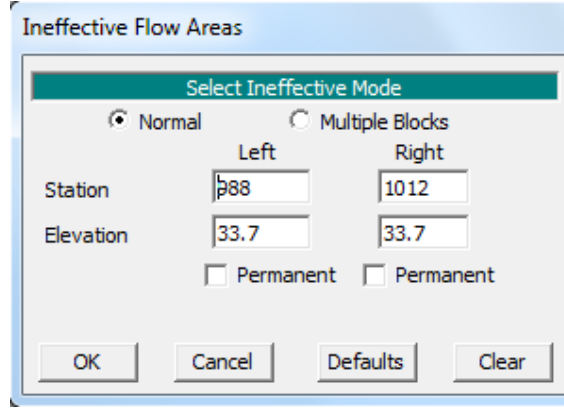 Ineffective Flow Areas
Select Ineffective Mode
Normal Multiple Blocks
Left Right
Station 988 1012
Elevation 33.7 33.7
Permanent Permanent
OK Cancel Defaults Clear